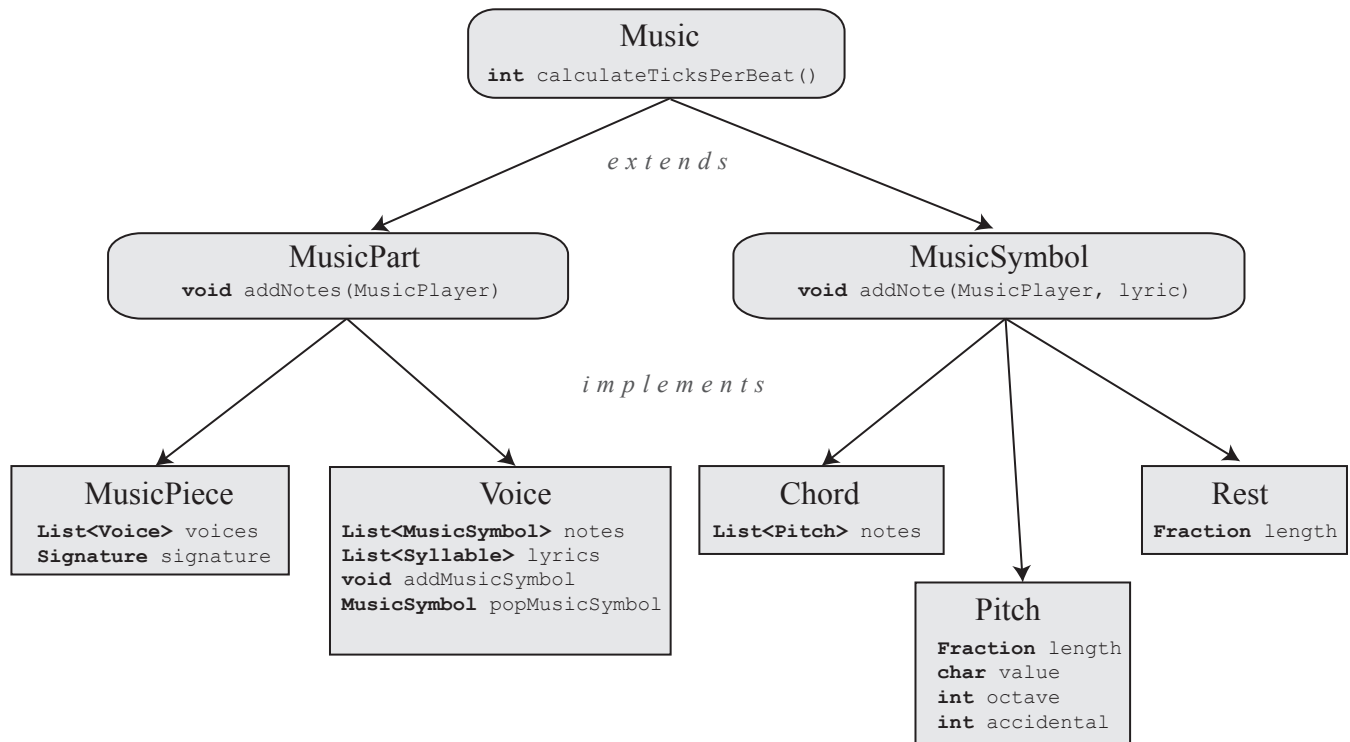 Music
int calculateTicksPerBeat()
extends
MusicPart
void addNotes(MusicPlayer)
MusicSymbol
void addNote(MusicPlayer, lyric)
implements
MusicPiece
List<Voice> voices
Signature signature
Voice
List<MusicSymbol> notes
List<Syllable> lyrics
void addMusicSymbol
MusicSymbol popMusicSymbol
Chord
List<Pitch> notes
Rest
Fraction length
Pitch
Fraction length
char value
int octave
int accidental